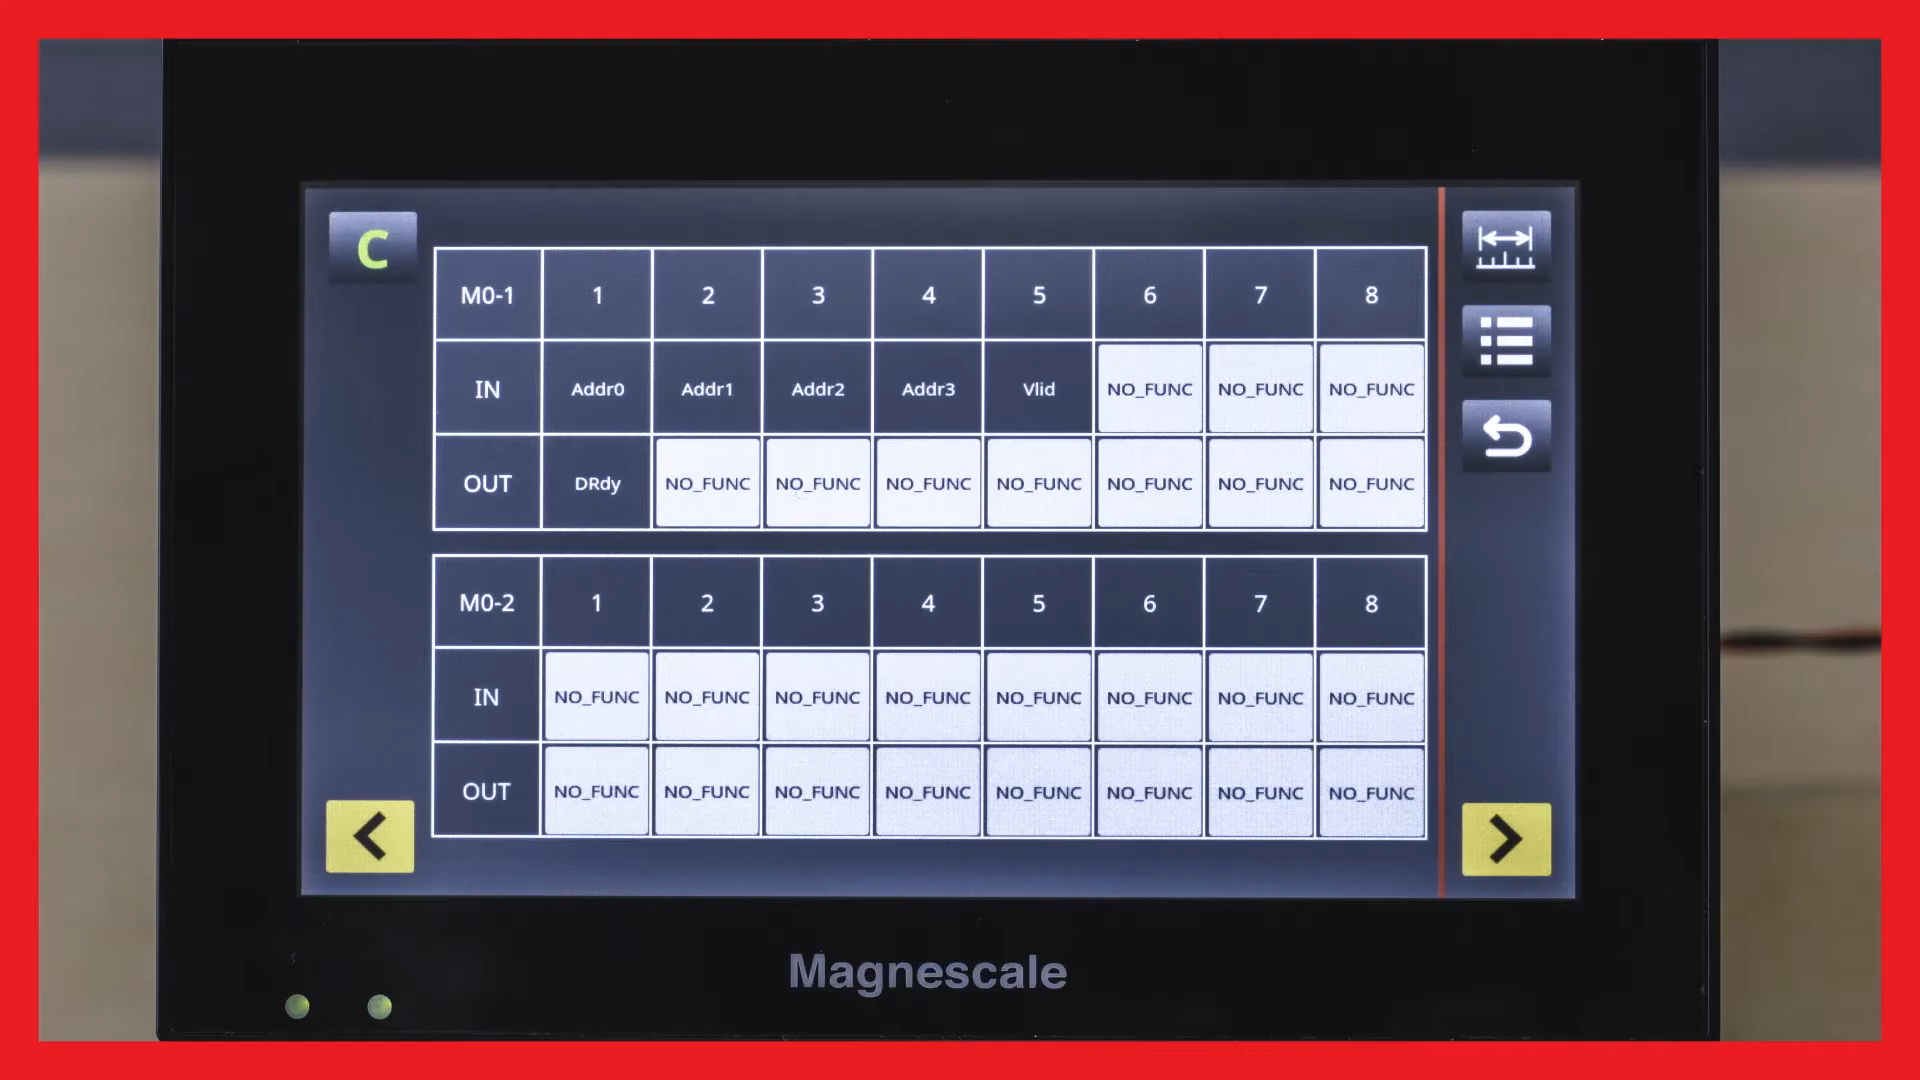 C
M0-1 1 2 3 4 5 6 7 8
IN Addr0 Addr1 Addr2 Addr3 Vlid NO_FUNC NO_FUNC NO_FUNC
OUT DRdy NO_FUNC NO_FUNC NO_FUNC NO_FUNC NO_FUNC NO_FUNC NO_FUNC
M0-2 1 2 3 4 5 6 7 8
IN NO_FUNC NO_FUNC NO_FUNC NO_FUNC NO_FUNC NO_FUNC NO_FUNC NO_FUNC
OUT NO_FUNC NO_FUNC NO_FUNC NO_FUNC NO_FUNC NO_FUNC NO_FUNC NO_FUNC
Magnescale